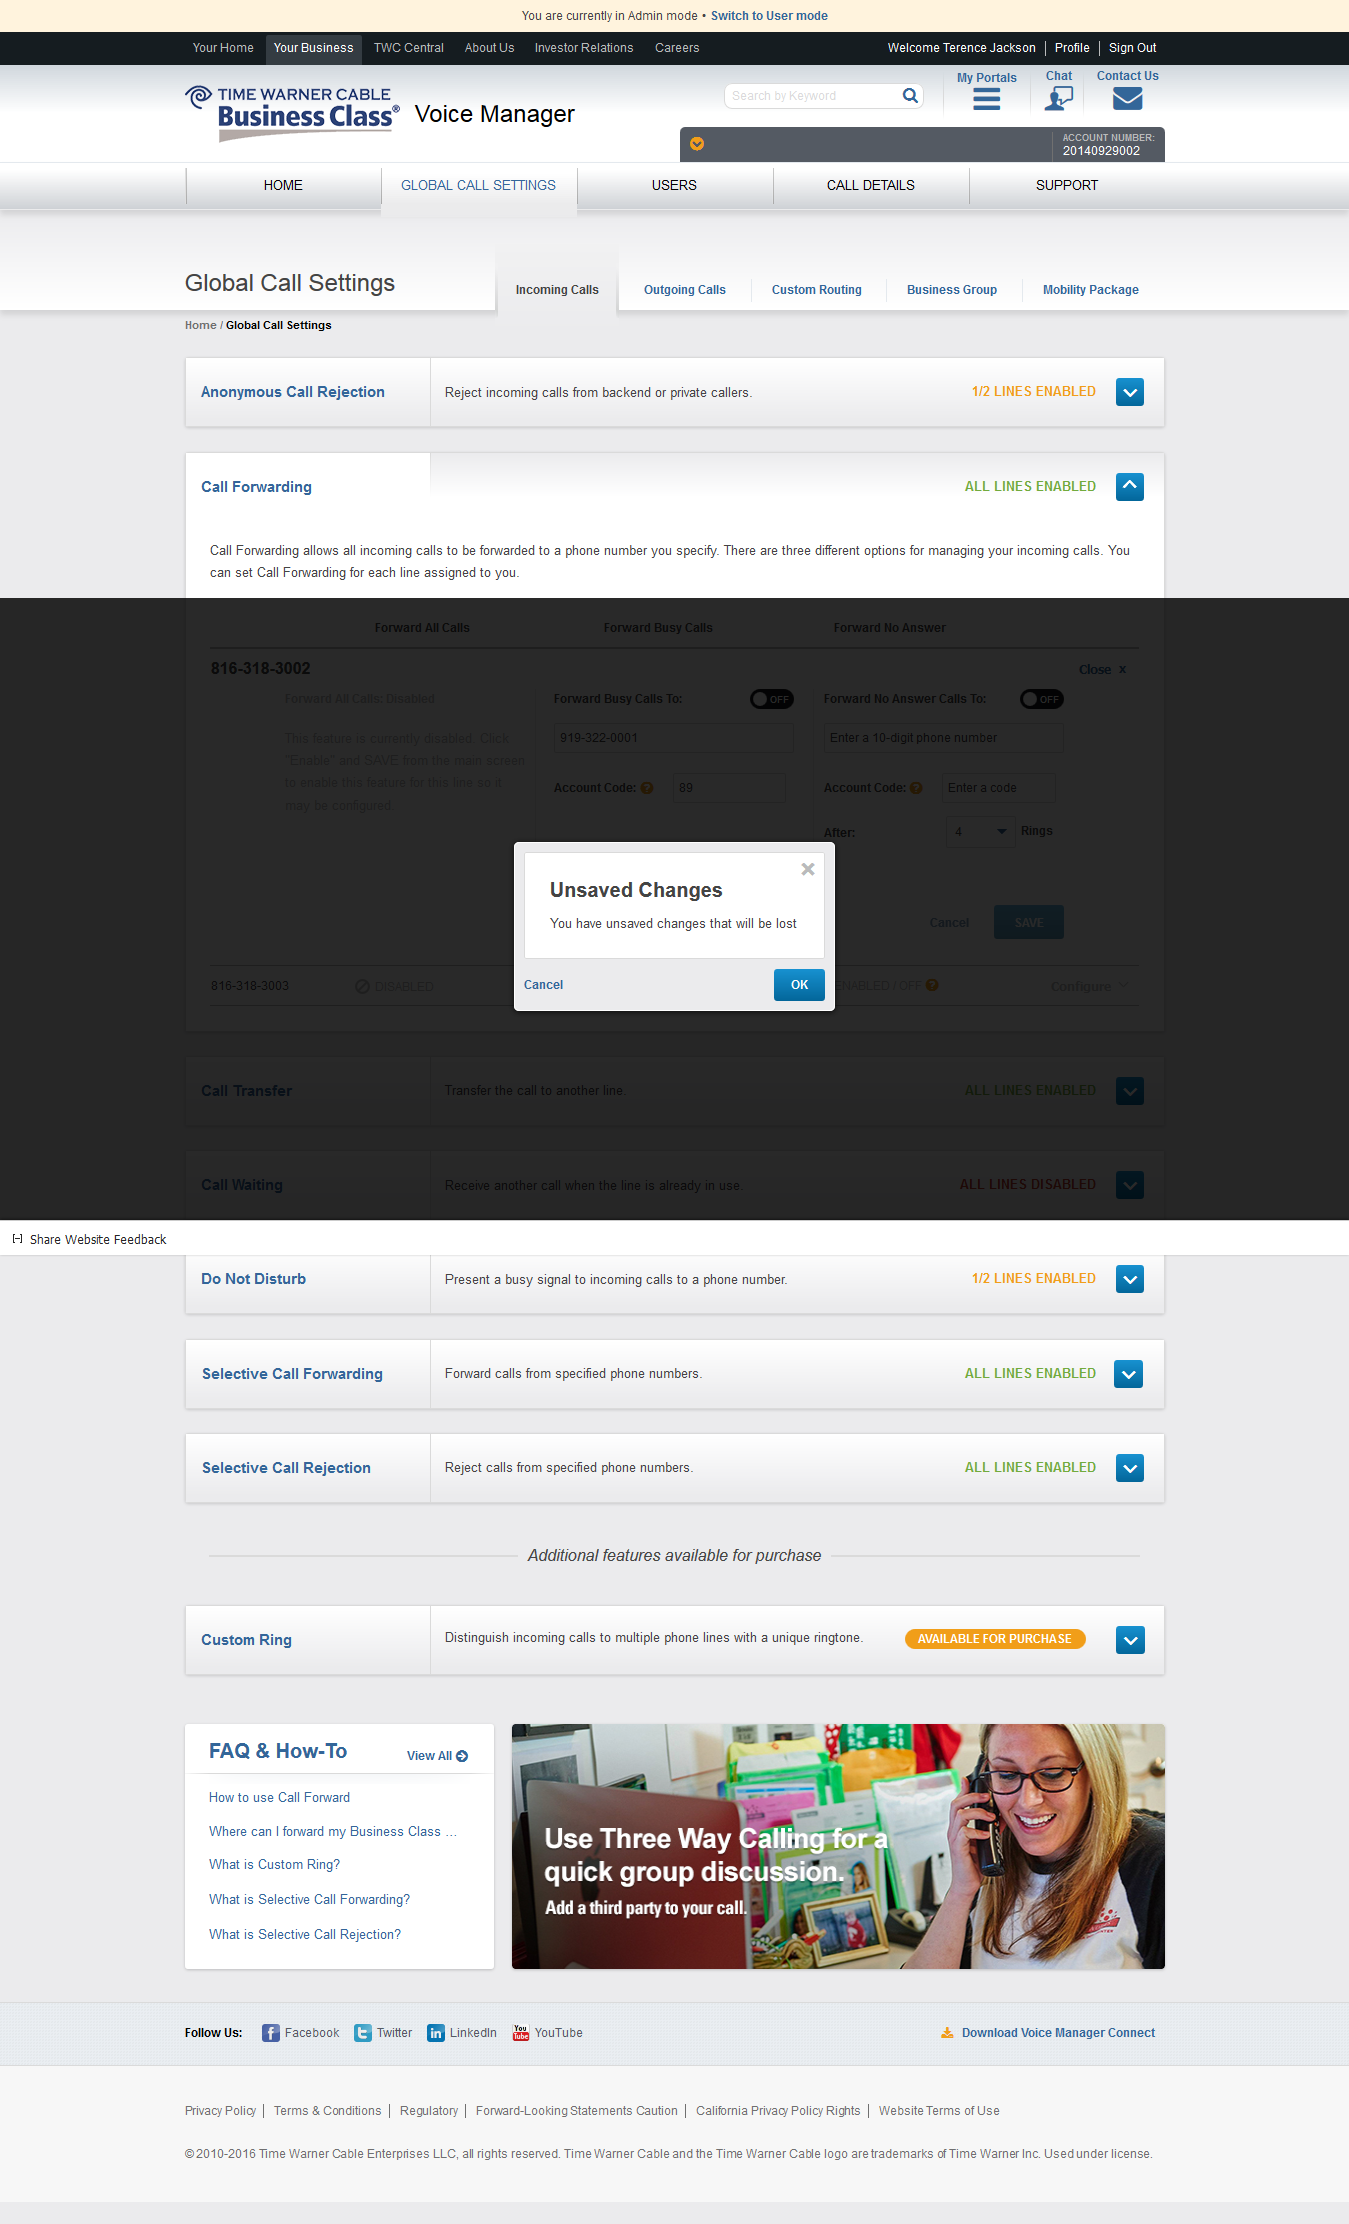 You are currently in Admin mode • Switch to User mode
Your Home Your Business TWC Central About Us Investor Relations Careers Welcome Terence Jackson Profile Sign Out
TIME WARNER CABLE
Business Class® Voice Manager
Search by Keyword
My Portals Chat Contact Us
ACCOUNT NUMBER:
20140929002
HOME GLOBAL CALL SETTINGS USERS CALL DETAILS SUPPORT
Global Call Settings
Incoming Calls Outgoing Calls Custom Routing Business Group Mobility Package
Home / Global Call Settings
Anonymous Call Rejection Reject incoming calls from backend or private callers. 1/2 LINES ENABLED
Call Forwarding ALL LINES ENABLED
Call Forwarding allows all incoming calls to be forwarded to a phone number you specify. There are three different options for managing your incoming calls. You
can set Call Forwarding for each line assigned to you.
Forward All Calls Forward Busy Calls Forward No Answer
816-318-3002 Close x
Forward All Calls: Disabled Forward Busy Calls To: OFF Forward No Answer Calls To: OFF
This feature is currently disabled. Click 919-322-0001 Enter a 10-digit phone number
"Enable" and SAVE from the main screen
to enable this feature for this line so it Account Code: ? 89 Account Code: ? Enter a code
may be configured.
After: 4 Rings
Unsaved Changes
You have unsaved changes that will be lost
Cancel SAVE
Cancel OK
816-318-3003 DISABLED ENABLED / OFF ? Configure
Call Transfer Transfer the call to another line. ALL LINES ENABLED
Call Waiting Receive another call when the line is already in use. ALL LINES DISABLED
[-] Share Website Feedback
Do Not Disturb Present a busy signal to incoming calls to a phone number. 1/2 LINES ENABLED
Selective Call Forwarding Forward calls from specified phone numbers. ALL LINES ENABLED
Selective Call Rejection Reject calls from specified phone numbers. ALL LINES ENABLED
Additional features available for purchase
Custom Ring Distinguish incoming calls to multiple phone lines with a unique ringtone. AVAILABLE FOR PURCHASE
FAQ & How-To View All
How to use Call Forward
Where can I forward my Business Class ...
What is Custom Ring?
What is Selective Call Forwarding?
What is Selective Call Rejection?
Use Three Way Calling for a
quick group discussion.
Add a third party to your call.
Follow Us: Facebook Twitter LinkedIn YouTube Download Voice Manager Connect
Privacy Policy Terms & Conditions Regulatory Forward-Looking Statements Caution California Privacy Policy Rights Website Terms of Use
© 2010-2016 Time Warner Cable Enterprises LLC, all rights reserved. Time Warner Cable and the Time Warner Cable logo are trademarks of Time Warner Inc. Used under license.